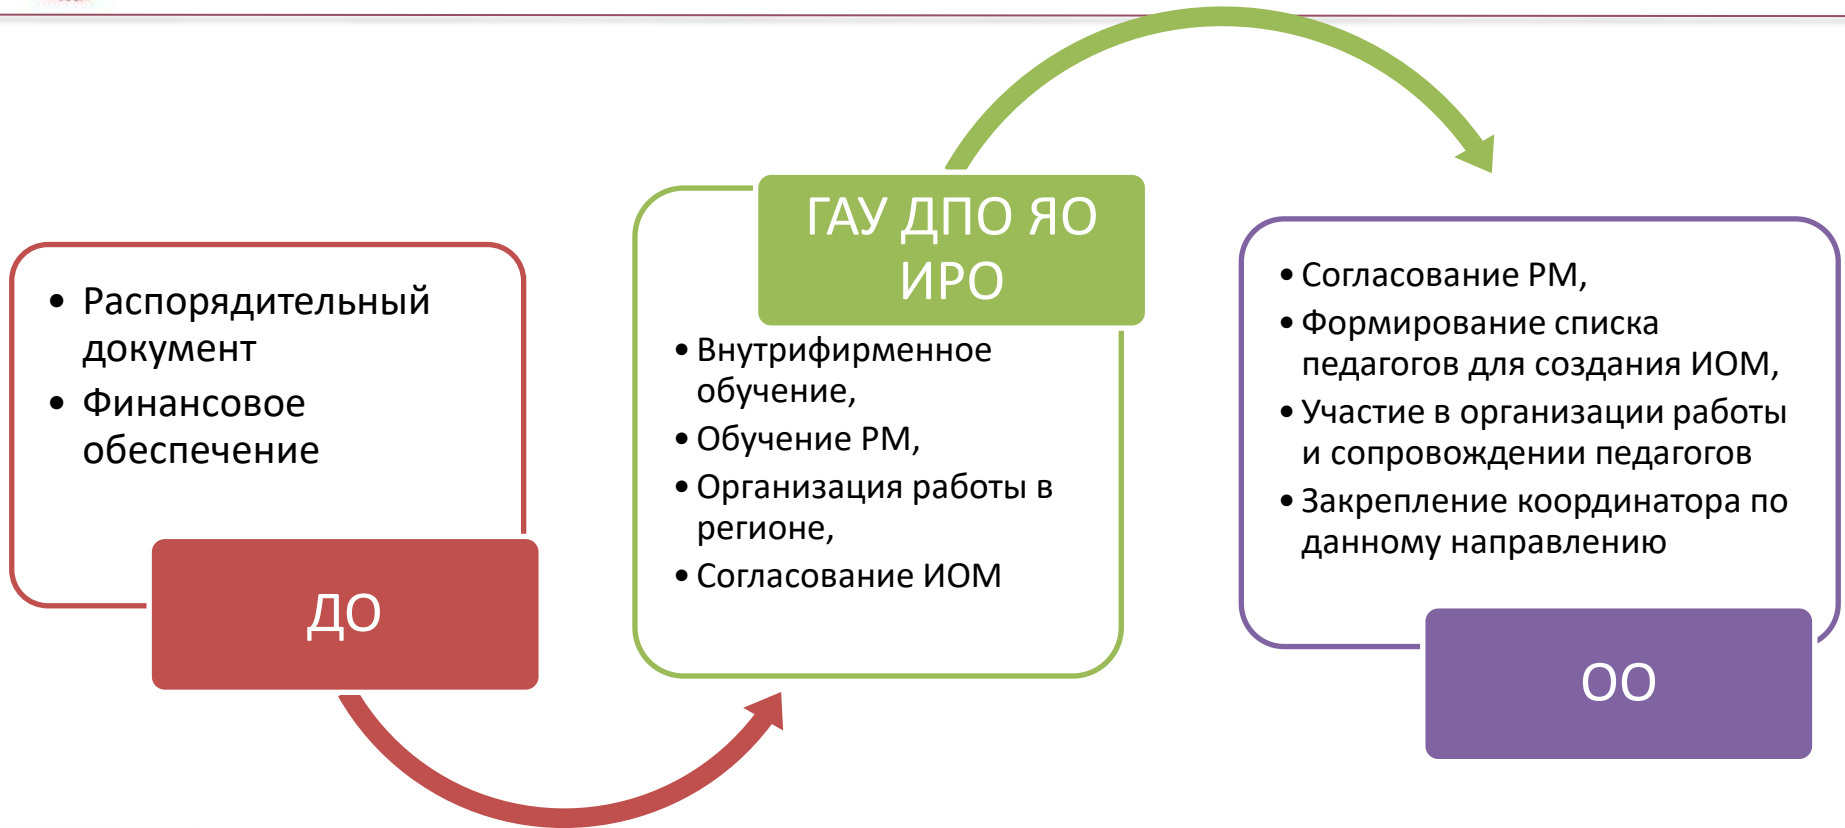 • Распорядительный
документ
• Финансовое
обеспечение
ДО
ГАУ ДПО ЯО
ИРО
• Внутрифирменное
обучение,
• Обучение РМ,
• Организация работы в
регионе,
• Согласование ИОМ
• Согласование РМ,
• Формирование списка
педагогов для создания ИОМ,
• Участие в организации работы
и сопровождении педагогов
• Закрепление координатора по
данному направлению
ОО